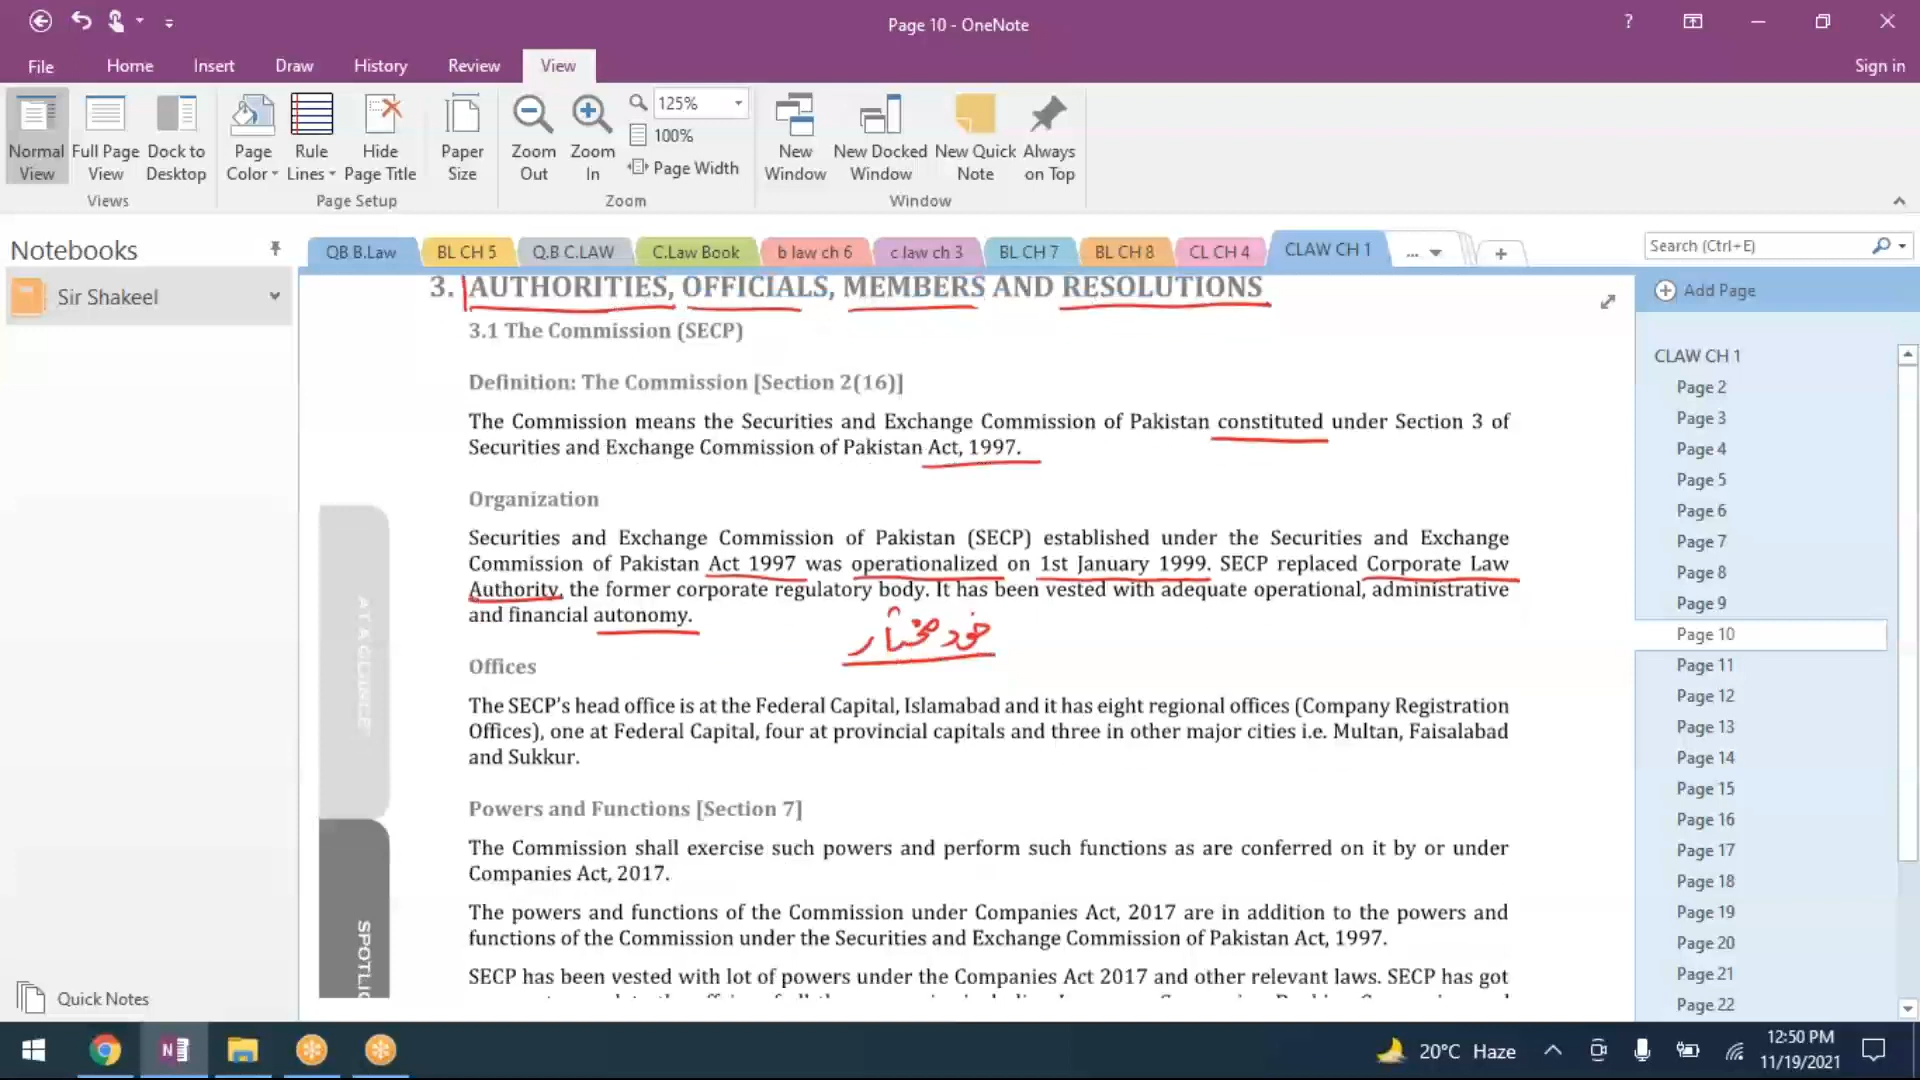 Page 10 - OneNote
?
File
Home
Insert
Draw
History
Review
View
Sign in
Normal View
Full Page View
Dock to Desktop
Page Color
Rule Lines
Hide Page Title
Paper Size
Zoom Out
Zoom In
125%
100%
Page Width
New Window
New Docked Window
New Quick Note
Always on Top
Views
Page Setup
Zoom
Window
Notebooks
Sir Shakeel
Quick Notes
QB B.Law
BL CH 5
Q.B C.LAW
C.Law Book
b law ch 6
c law ch 3
BL CH 7
BL CH 8
CL CH 4
CLAW CH 1
...
Search (Ctrl+E)
3. AUTHORITIES, OFFICIALS, MEMBERS AND RESOLUTIONS
3.1 The Commission (SECP)
Definition: The Commission [Section 2(16)]
The Commission means the Securities and Exchange Commission of Pakistan constituted under Section 3 of
Securities and Exchange Commission of Pakistan Act, 1997.
Organization
Securities and Exchange Commission of Pakistan (SECP) established under the Securities and Exchange
Commission of Pakistan Act 1997 was operationalized on 1st January 1999. SECP replaced Corporate Law
Authority, the former corporate regulatory body. It has been vested with adequate operational, administrative
and financial autonomy.
خود مختار
Offices
The SECP's head office is at the Federal Capital, Islamabad and it has eight regional offices (Company Registration
Offices), one at Federal Capital, four at provincial capitals and three in other major cities i.e. Multan, Faisalabad
and Sukkur.
Powers and Functions [Section 7]
The Commission shall exercise such powers and perform such functions as are conferred on it by or under
Companies Act, 2017.
The powers and functions of the Commission under Companies Act, 2017 are in addition to the powers and
functions of the Commission under the Securities and Exchange Commission of Pakistan Act, 1997.
SECP has been vested with lot of powers under the Companies Act 2017 and other relevant laws. SECP has got
AT A GLANCE
SPOTLIG
Add Page
CLAW CH 1
Page 2
Page 3
Page 4
Page 5
Page 6
Page 7
Page 8
Page 9
Page 10
Page 11
Page 12
Page 13
Page 14
Page 15
Page 16
Page 17
Page 18
Page 19
Page 20
Page 21
Page 22
20°C Haze
12:50 PM
11/19/2021